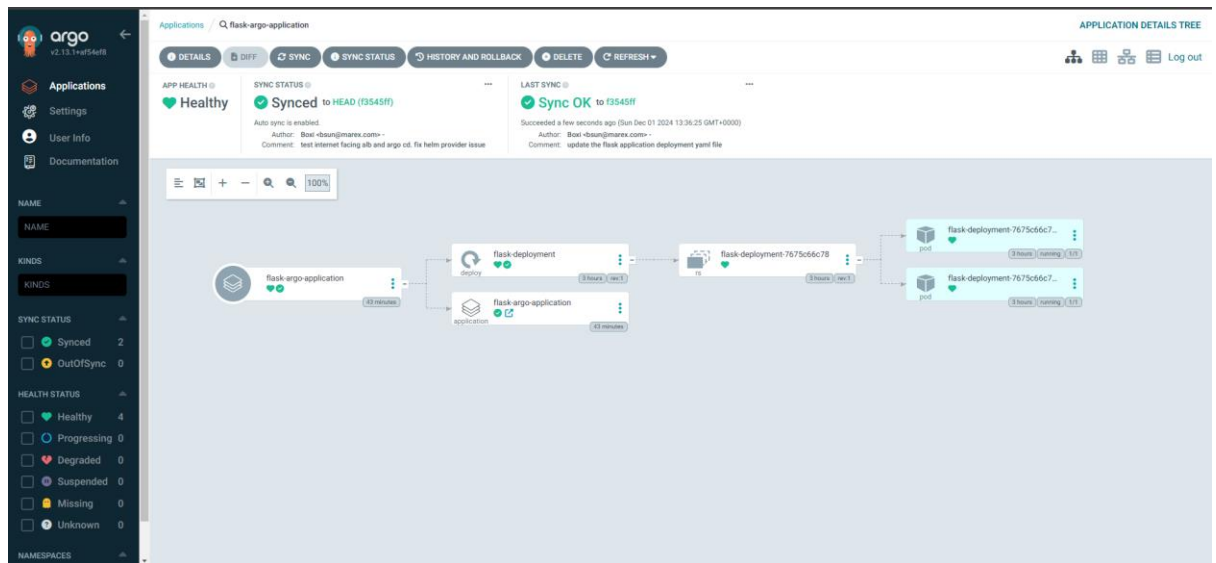 argo
v2.13.1+af54ef8
Applications
Settings
User Info
Documentation
NAME
NAME
KINDS
KINDS
SYNC STATUS
Synced 2
OutOfSync 0
HEALTH STATUS
Healthy 4
Progressing 0
Degraded 0
Suspended 0
Missing 0
Unknown 0
NAMESPACES
Applications / flask-argo-application
APPLICATION DETAILS TREE
DETAILS DIFF SYNC SYNC STATUS HISTORY AND ROLLBACK DELETE REFRESH
Log out
APP HEALTH
Healthy
SYNC STATUS
Synced to HEAD (f3545ff)
Auto sync is enabled.
Author: Boxi <bsun@marex.com> -
Comment: test internet facing alb and argo cd. fix helm provider issue
LAST SYNC
Sync OK to f3545ff
Succeeded a few seconds ago (Sun Dec 01 2024 13:36:25 GMT+0000)
Author: Boxi <bsun@marex.com> -
Comment: update the flask application deployment yaml file
100%
flask-argo-application
43 minutes
flask-deployment
deploy
3 hours rev:1
flask-argo-application
application
43 minutes
flask-deployment-7675c66c78
rs
3 hours rev:1
flask-deployment-7675c66c7...
pod
3 hours running 1/1
flask-deployment-7675c66c7...
pod
3 hours running 1/1